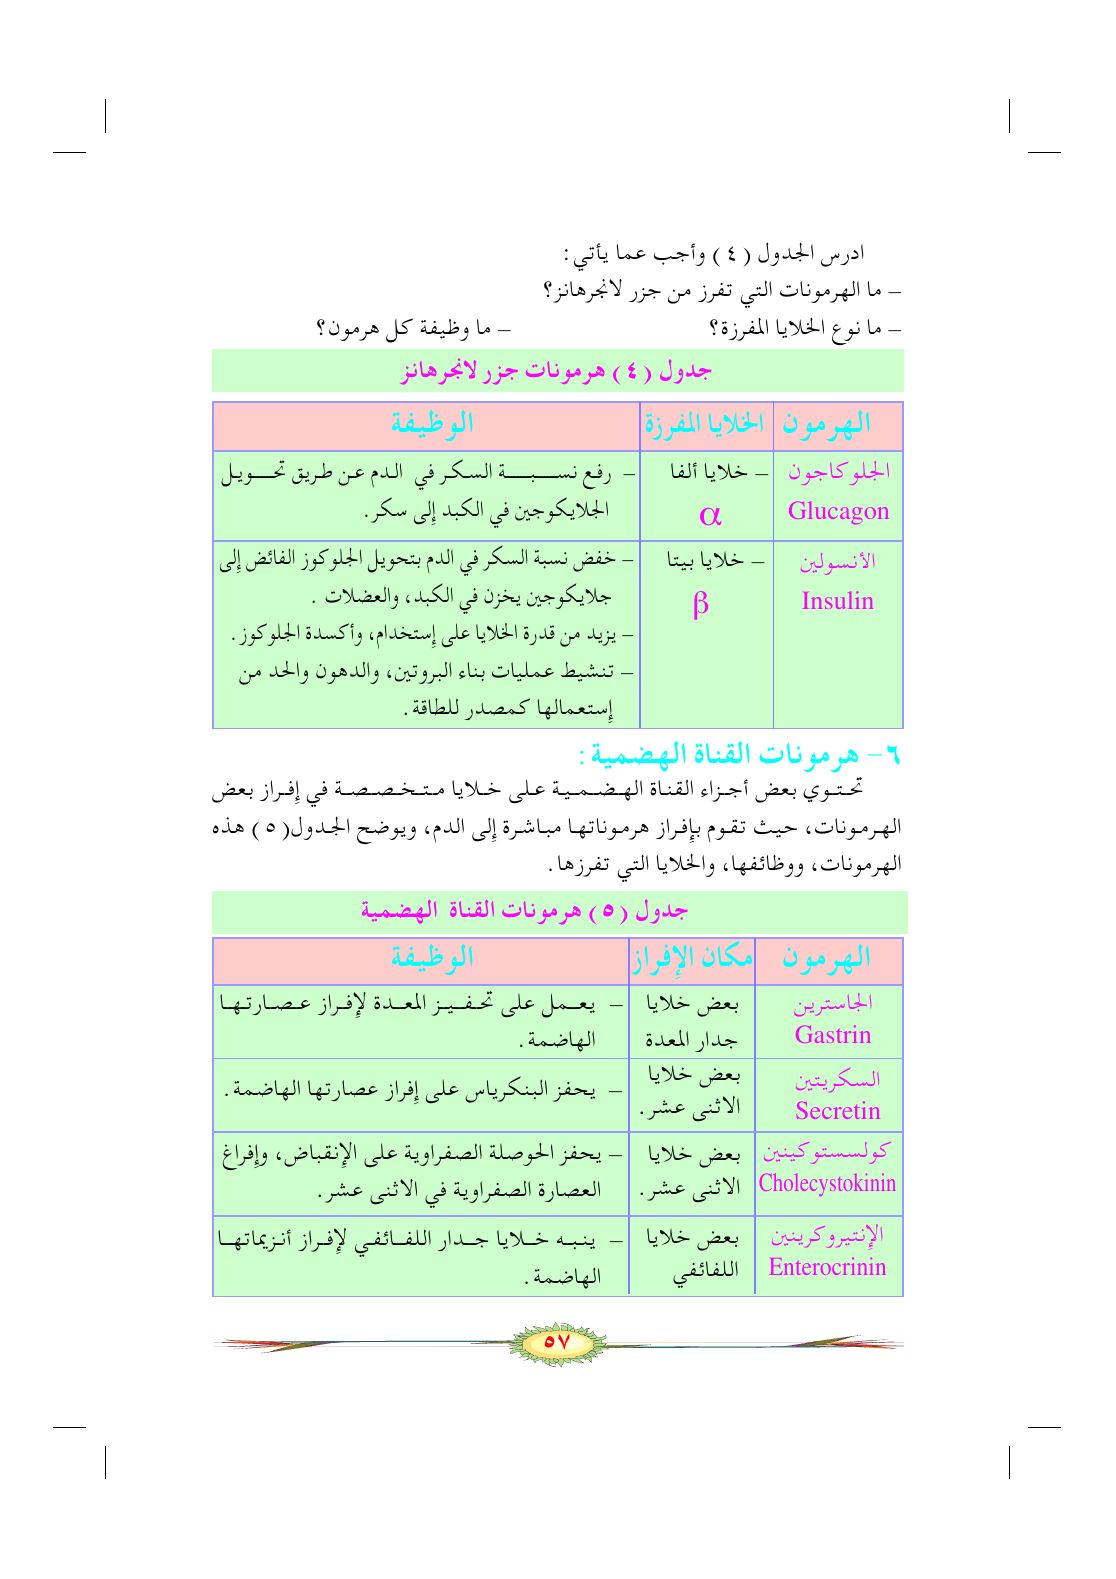 ادرس الجدول ( ٤ ) وأجب عما يأتي :
– ما الهرمونات التي تفرز من جزر لانجرهانز؟
– ما نوع الخلايا المفرزة؟ – ما وظيفة كل هرمون؟
جدول ( ٤ ) هرمونات جزر لانجرهانز
الهرمون الخلايا المفرزة الوظيفة
الجلوكاجون
Glucagon
– خلايا ألفا
α
– رفع نسبة السكر في الدم عن طريق تحويل
الجلايكوجين في الكبد إلى سكر .
الأنسولين
Insulin
– خلايا بيتا
β
– خفض نسبة السكر في الدم بتحويل الجلوكوز الفائض إلى
جلايكوجين يخزن في الكبد، والعضلات .
– يزيد من قدرة الخلايا على إستخدام، وأكسدة الجلوكوز .
– تنشيط عمليات بناء البروتين، والدهون والحد من
إستعمالها كمصدر للطاقة .
٦ – هرمونات القناة الهضمية :
تحتوي بعض أجزاء القناة الهضمية على خلايا متخصصة في إفراز بعض
الهرمونات، حيث تقوم بإفراز هرموناتها مباشرة إلى الدم، ويوضح الجدول ( ٥ ) هذه
الهرمونات، ووظائفها، والخلايا التي تفرزها .
جدول ( ٥ ) هرمونات القناة الهضمية
الهرمون مكان الإفراز الوظيفة
الجاسترين
Gastrin
بعض خلايا
جدار المعدة
– يعمل على تحفيز المعدة لإفراز عصارتها
الهاضمة .
السكريتين
Secretin
بعض خلايا
الاثنى عشر .
– يحفز البنكرياس على إفراز عصارتها الهاضمة .
كولسستوكينين
Cholecystokinin
بعض خلايا
الاثنى عشر .
– يحفز الحوصلة الصفراوية على الإنقباض، وإفراغ
العصارة الصفراوية في الاثنى عشر .
الإنتيروكرينين
Enterocrinin
بعض خلايا
اللفائفي
– ينبه خلايا جدار اللفائفي لإفراز أنزيماتها
الهاضمة .
٥٧